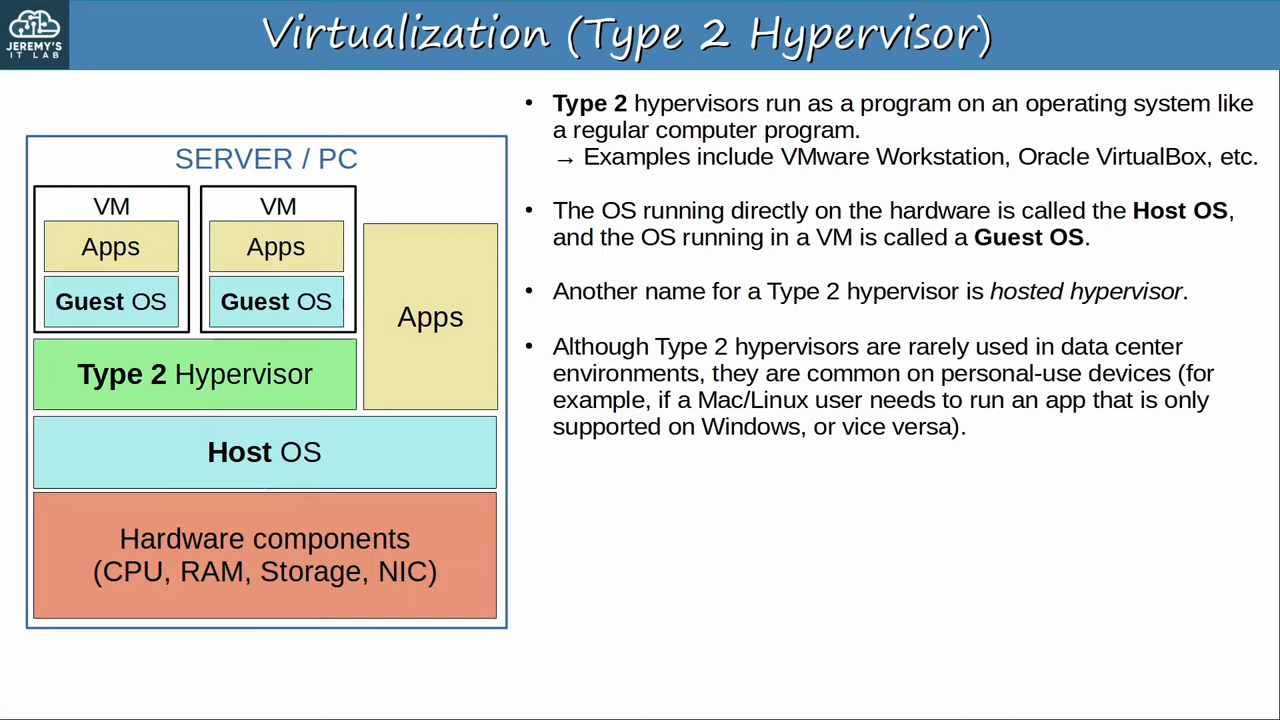 JEREMY'S
IT LAB
Virtualization (Type 2 Hypervisor)
SERVER / PC
VM
Apps
Guest OS
VM
Apps
Guest OS
Apps
Type 2 Hypervisor
Host OS
Hardware components
(CPU, RAM, Storage, NIC)
• Type 2 hypervisors run as a program on an operating system like
a regular computer program.
→ Examples include VMware Workstation, Oracle VirtualBox, etc.
• The OS running directly on the hardware is called the Host OS,
and the OS running in a VM is called a Guest OS.
• Another name for a Type 2 hypervisor is hosted hypervisor.
• Although Type 2 hypervisors are rarely used in data center
environments, they are common on personal-use devices (for
example, if a Mac/Linux user needs to run an app that is only
supported on Windows, or vice versa).